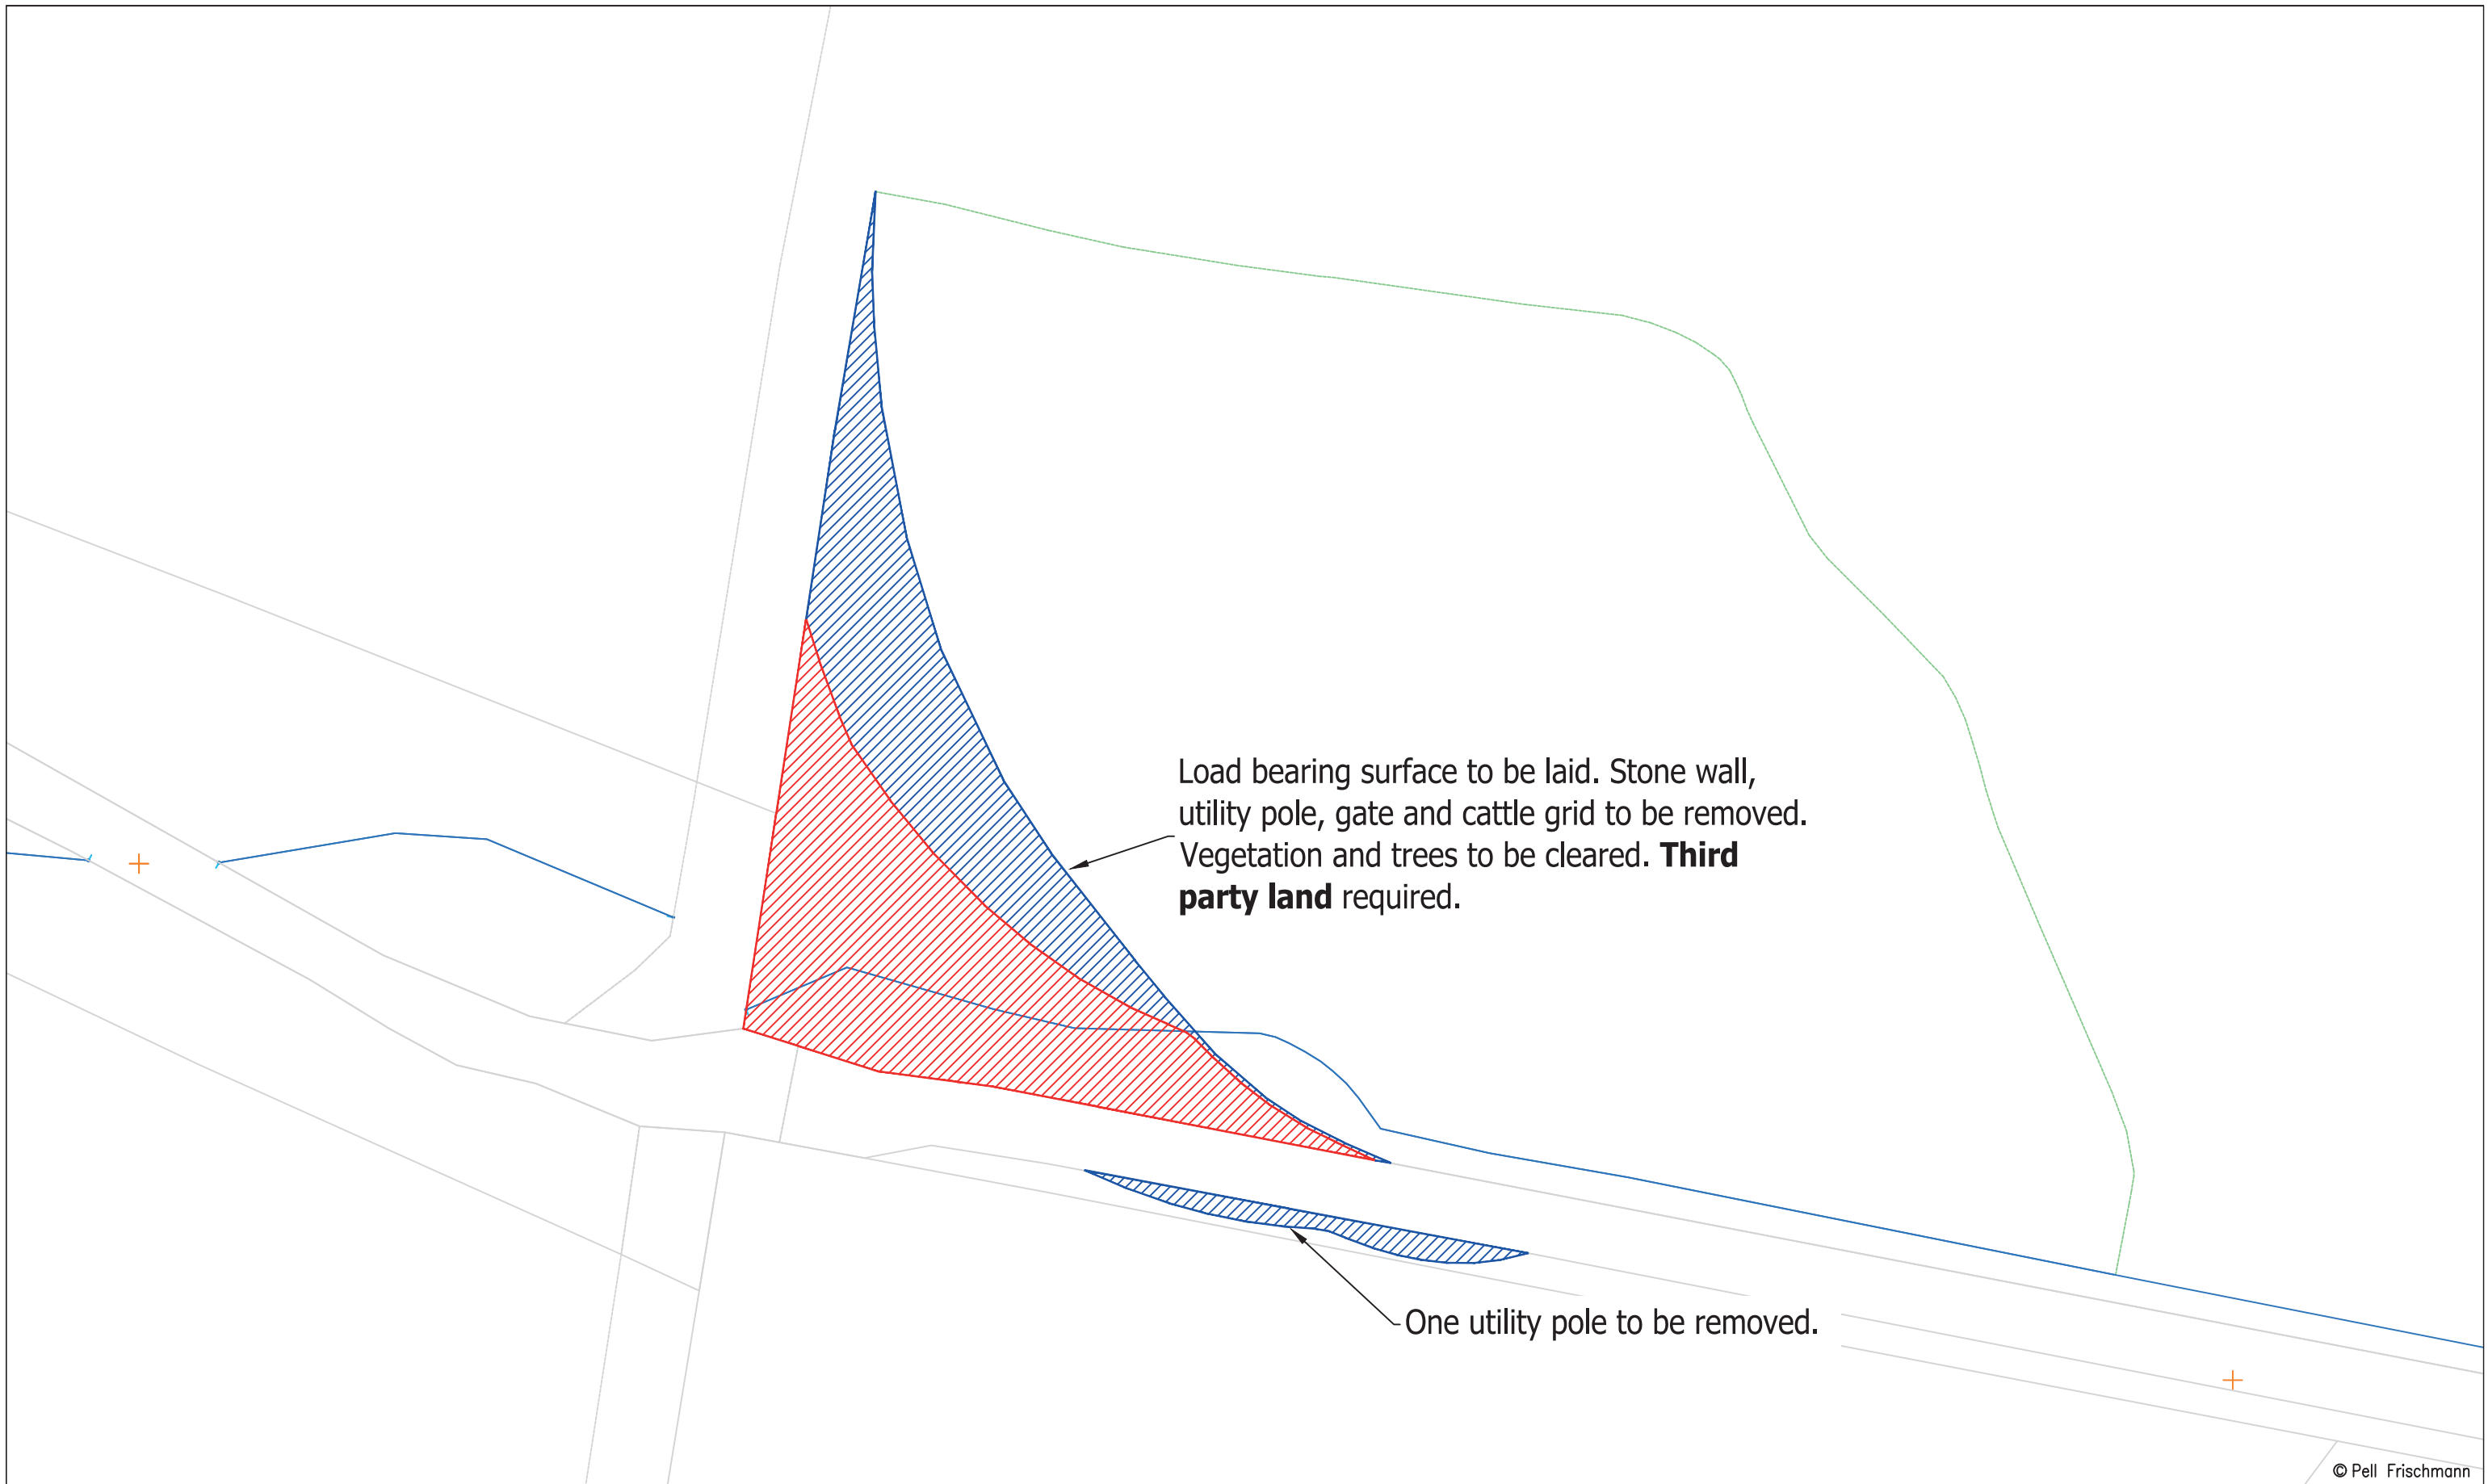 Load bearing surface to be laid. Stone wall,
utility pole, gate and cattle grid to be removed.
Vegetation and trees to be cleared. Third
party land required.
One utility pole to be removed.
© Pell Frischmann